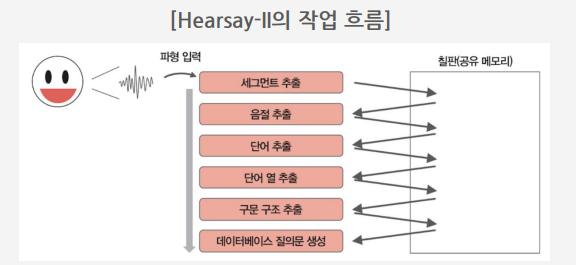 [Hearsay-II의 작업 흐름]
파형 입력
칠판(공유 메모리)
세그먼트 추출
음절 추출
단어 추출
단어 열 추출
구문 구조 추출
데이터베이스 질의문 생성